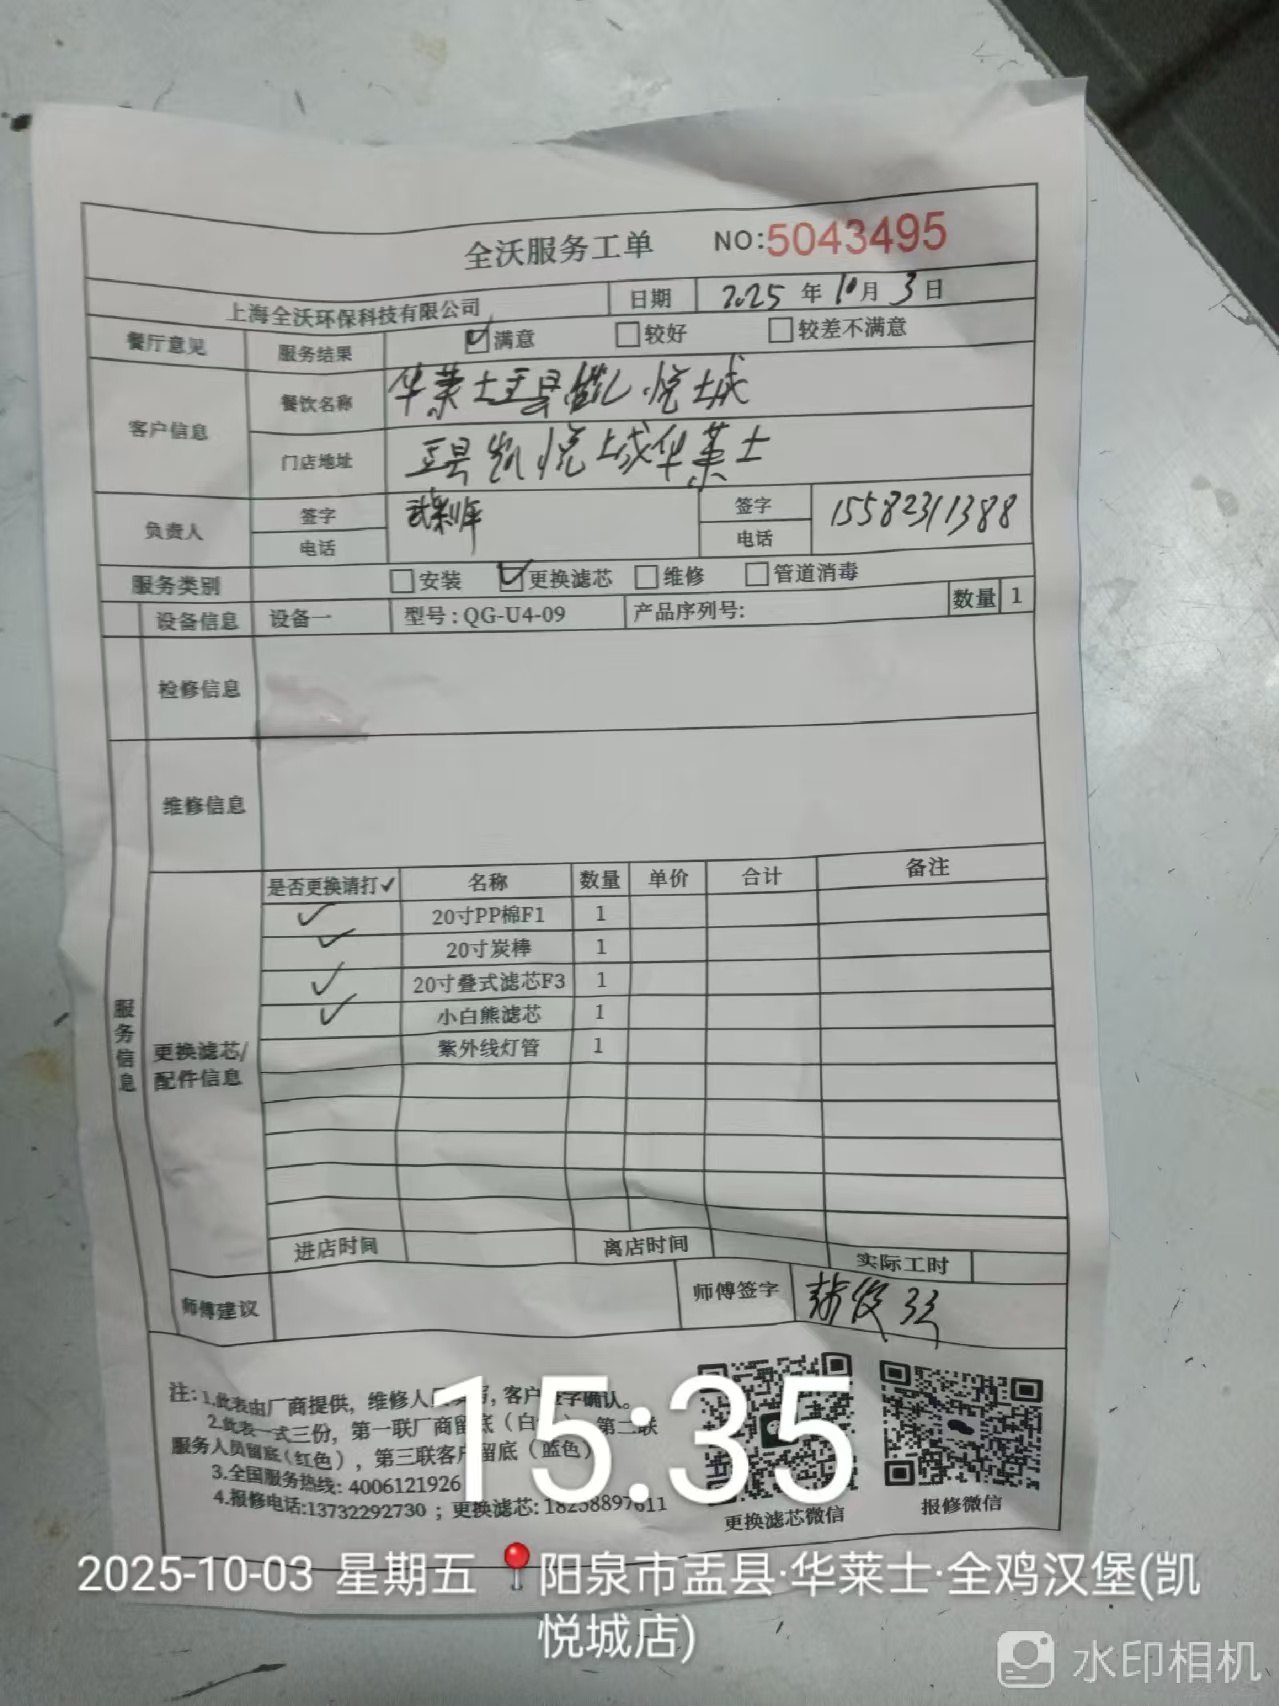 全沃服务工单 NO:5043495
上海全沃环保科技有限公司 日期 2025年10月3日
餐厅意见 服务结果 满意 较好 较差不满意
客户信息 餐饮名称 华莱士盂县凯悦城
门店地址 盂县凯悦城华莱士
负责人 签字 电话 签字 电话 15582311388
服务类别 安装 更换滤芯 维修 管道消毒
设备信息 设备一 型号:QG-U4-09 产品序列号: 数量 1
检修信息
维修信息
服务信息
更换滤芯/配件信息
是否更换请打✓ 名称 数量 单价 合计 备注
✓ 20寸PP棉F1 1
✓ 20寸炭棒 1
✓ 20寸叠式滤芯F3 1
✓ 小白熊滤芯 1
紫外线灯管 1
进店时间 离店时间 实际工时
师傅建议 师傅签字
注:1.此表由厂商提供,维修人员,客户签字确认。
2.此表一式三份,第一联厂商留底(白,第二联
服务人员留底(红色),第三联客户留底(蓝色)
3.全国服务热线:4006121926
4.报修电话:13732292730;更换滤芯:18258897611
更换滤芯微信 报修微信
15:35
2025-10-03 星期五 阳泉市盂县·华莱士·全鸡汉堡(凯
悦城店)
水印相机